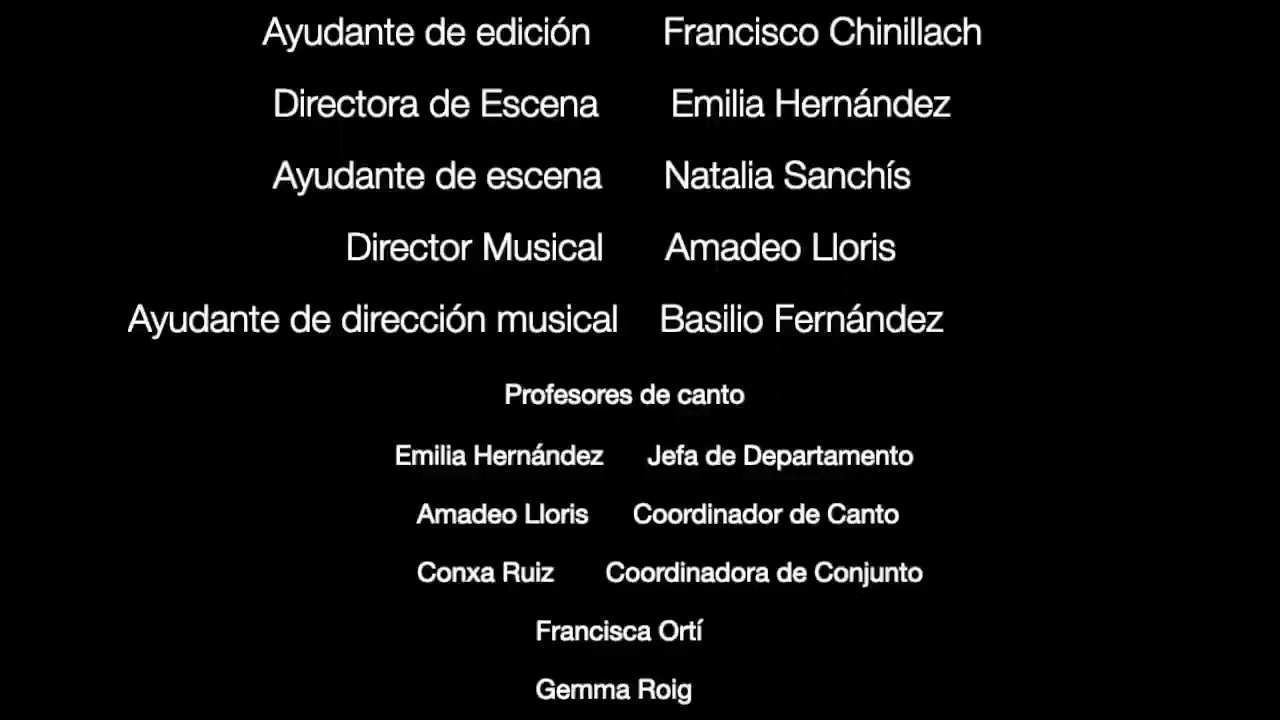 Ayudante de edición Francisco Chinillach
Directora de Escena Emilia Hernández
Ayudante de escena Natalia Sanchís
Director Musical Amadeo Lloris
Ayudante de dirección musical Basilio Fernández
Profesores de canto
Emilia Hernández Jefa de Departamento
Amadeo Lloris Coordinador de Canto
Conxa Ruiz Coordinadora de Conjunto
Francisca Ortí
Gemma Roig